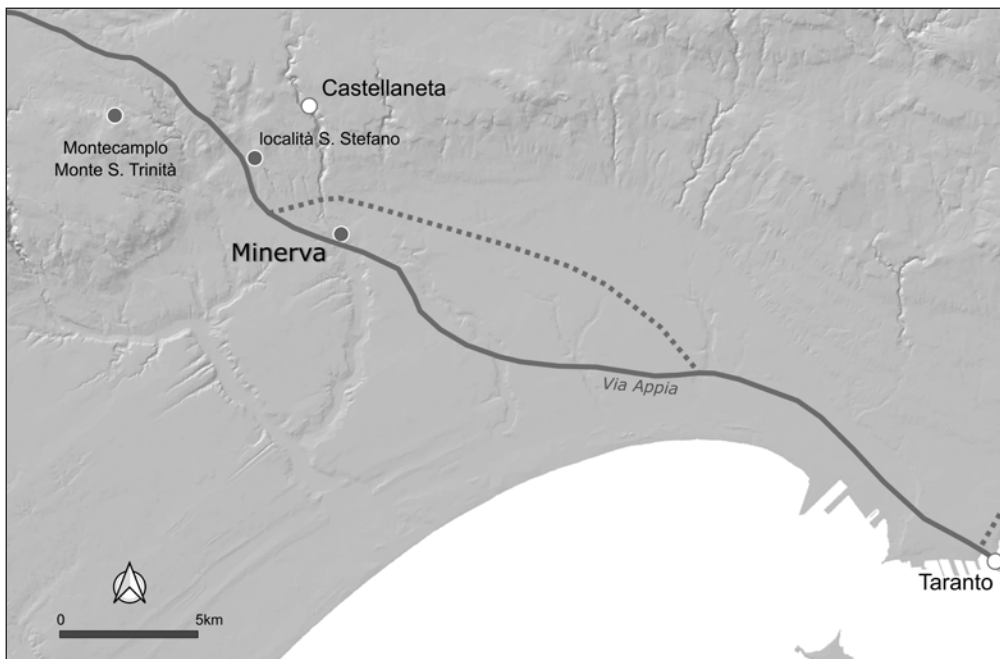 Castellaneta
località S. Stefano
Montecamplo
Monte S. Trinità
Minerva
Via Appia
Taranto
0 5km